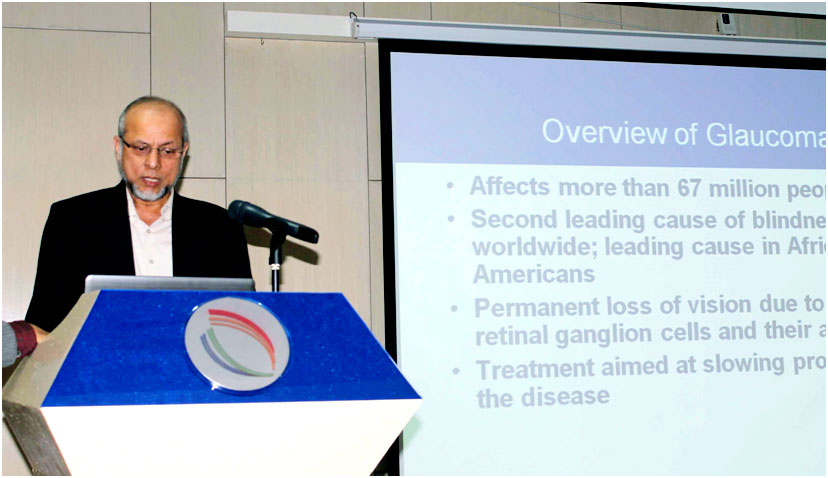 Overview of Glaucoma
• Affects more than 67 million peo
• Second leading cause of blindne
worldwide; leading cause in Afri
Americans
• Permanent loss of vision due to
retinal ganglion cells and their a
• Treatment aimed at slowing pro
the disease